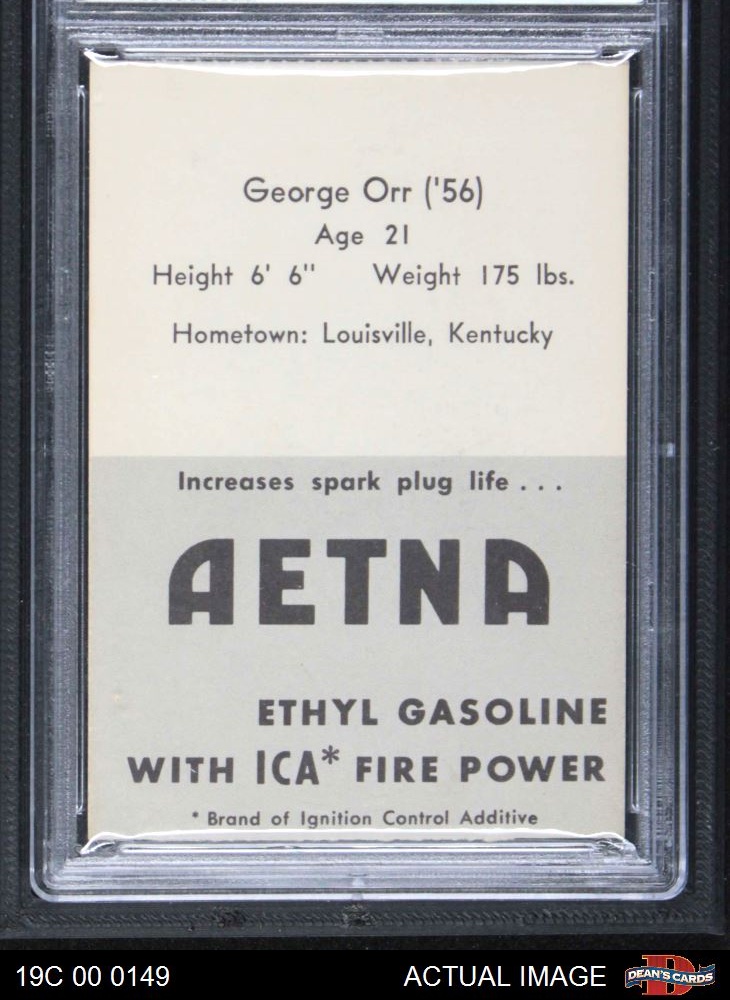 George Orr ('56)
Age 21
Height 6' 6" Weight 175 lbs.
Hometown: Louisville, Kentucky
Increases spark plug life . . .
AETNA
ETHYL GASOLINE
WITH ICA* FIRE POWER
* Brand of Ignition Control Additive
19C 00 0149 ACTUAL IMAGE DEAN'S CARDS